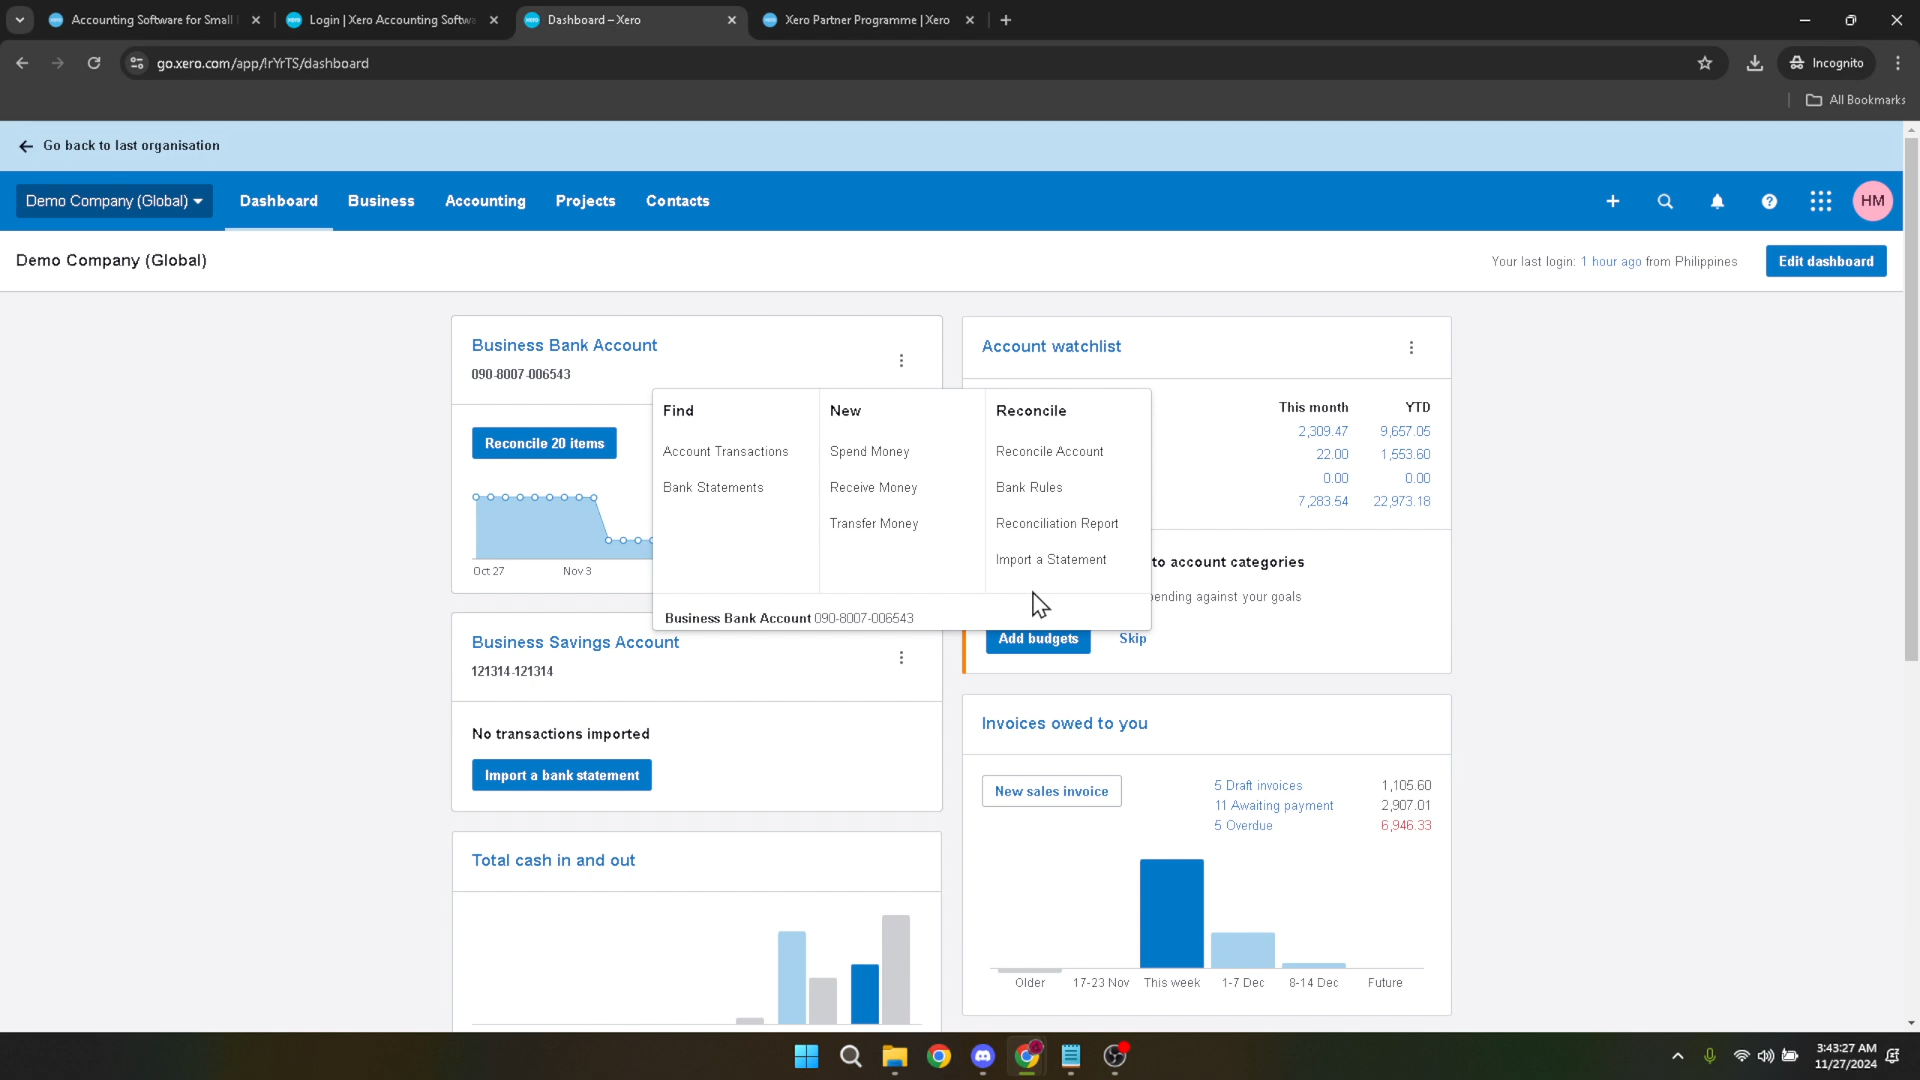 Accounting Software for Small
Login | Xero Accounting Softwa
Dashboard – Xero
Xero Partner Programme | Xero
go.xero.com/app/!rYrTS/dashboard
Incognito
All Bookmarks
Go back to last organisation
Demo Company (Global)
Dashboard
Business
Accounting
Projects
Contacts
HM
Demo Company (Global)
Your last login: 1 hour ago from Philippines
Edit dashboard
Business Bank Account
090-8007-006543
Reconcile 20 items
Oct 27
Nov 3
Find
Account Transactions
Bank Statements
New
Spend Money
Receive Money
Transfer Money
Reconcile
Reconcile Account
Bank Rules
Reconciliation Report
Import a Statement
Business Bank Account 090-8007-006543
Account watchlist
This month YTD
2,309.47 9,657.05
22.00 1,553.60
0.00 0.00
7,283.54 22,973.18
to account categories
ending against your goals
Add budgets
Skip
Business Savings Account
121314-121314
No transactions imported
Import a bank statement
Invoices owed to you
New sales invoice
5 Draft invoices 1,105.60
11 Awaiting payment 2,907.01
5 Overdue 6,946.33
Older 17-23 Nov This week 1-7 Dec 8-14 Dec Future
Total cash in and out
3:43:27 AM
11/27/2024